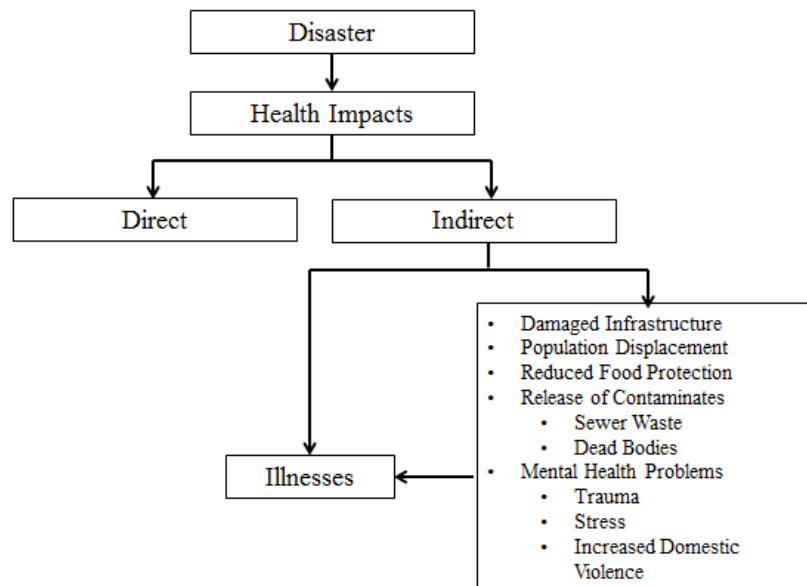 Disaster
Health Impacts
Direct
Indirect
• Damaged Infrastructure
• Population Displacement
• Reduced Food Protection
• Release of Contaminates
• Sewer Waste
• Dead Bodies
• Mental Health Problems
• Trauma
• Stress
• Increased Domestic
Violence
Illnesses